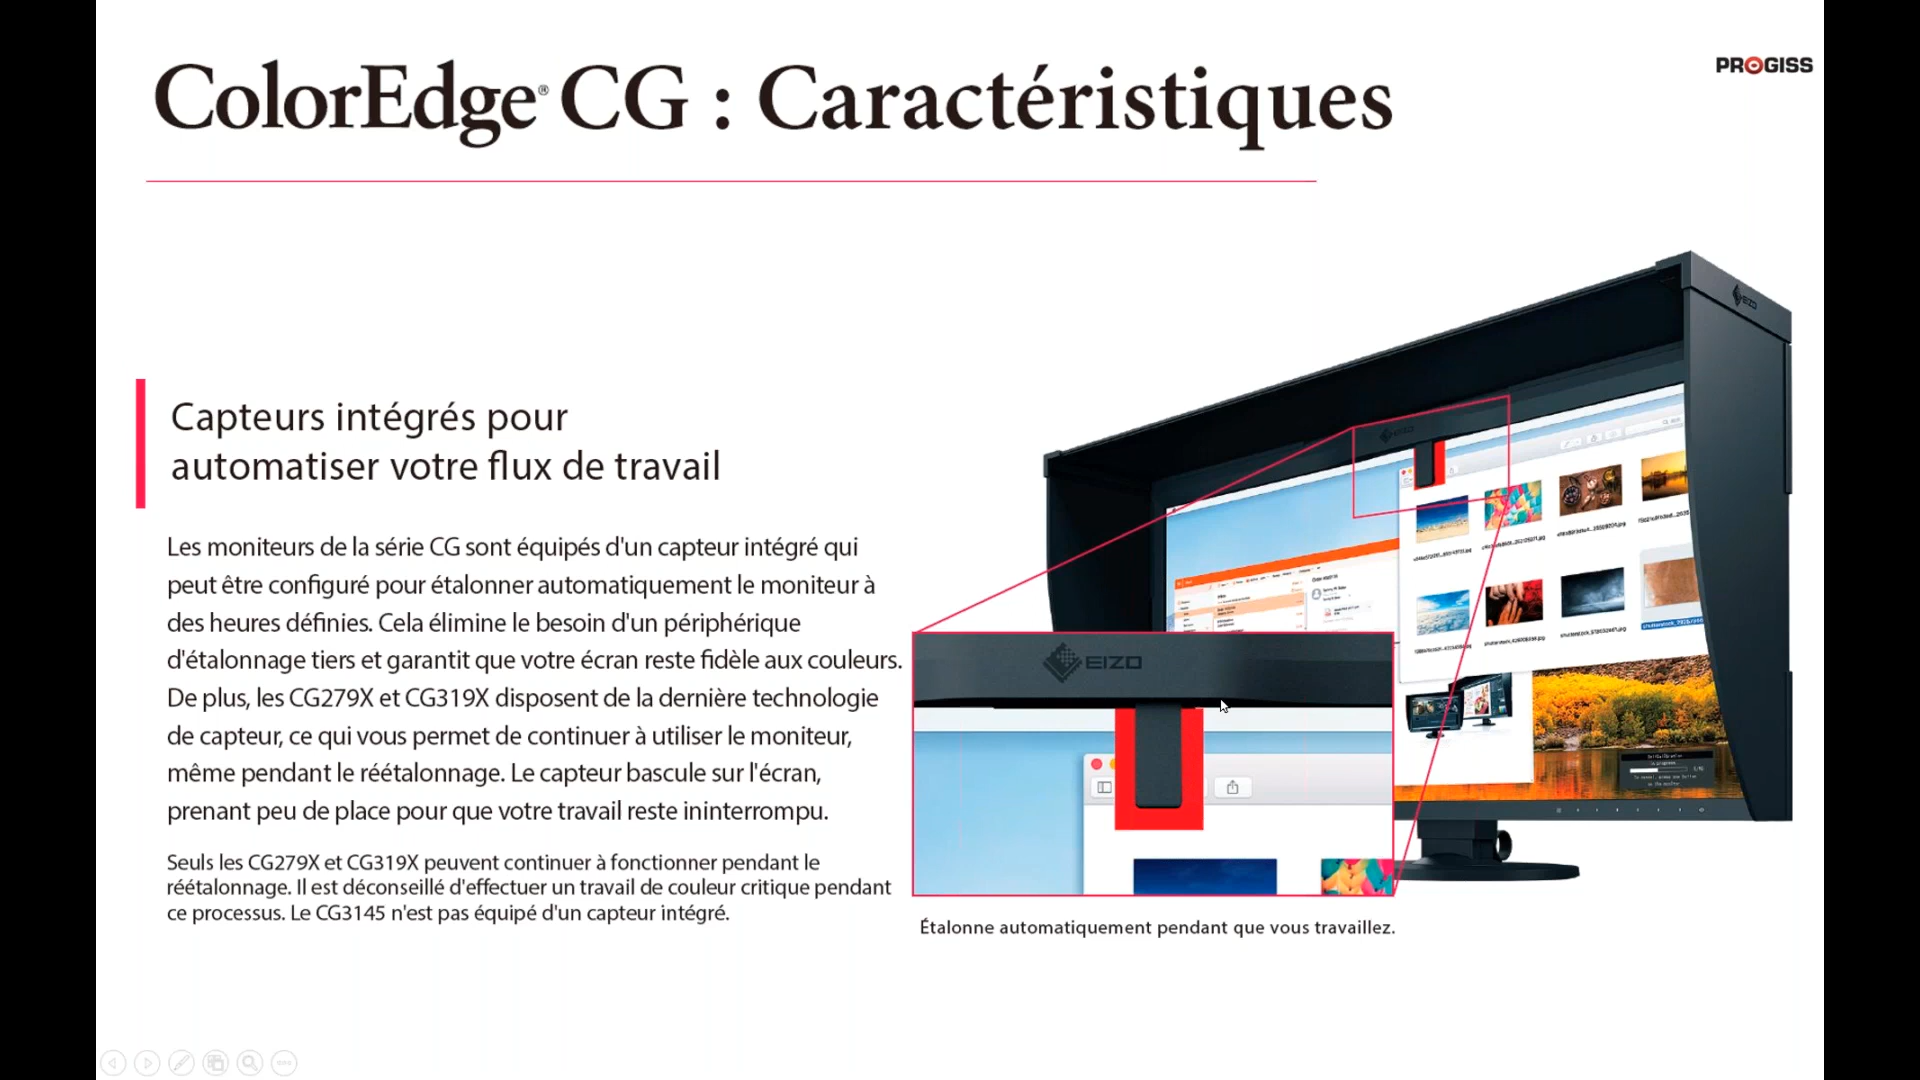 ColorEdge® CG : Caractéristiques
PROGISS
Capteurs intégrés pour
automatiser votre flux de travail
Les moniteurs de la série CG sont équipés d'un capteur intégré qui
peut être configuré pour étalonner automatiquement le moniteur à
des heures définies. Cela élimine le besoin d'un périphérique
d'étalonnage tiers et garantit que votre écran reste fidèle aux couleurs.
De plus, les CG279X et CG319X disposent de la dernière technologie
de capteur, ce qui vous permet de continuer à utiliser le moniteur,
même pendant le réétalonnage. Le capteur bascule sur l'écran,
prenant peu de place pour que votre travail reste ininterrompu.
Seuls les CG279X et CG319X peuvent continuer à fonctionner pendant le
réétalonnage. Il est déconseillé d'effectuer un travail de couleur critique pendant
ce processus. Le CG3145 n'est pas équipé d'un capteur intégré.
EIZO
EIZO
EIZO
Étalonne automatiquement pendant que vous travaillez.